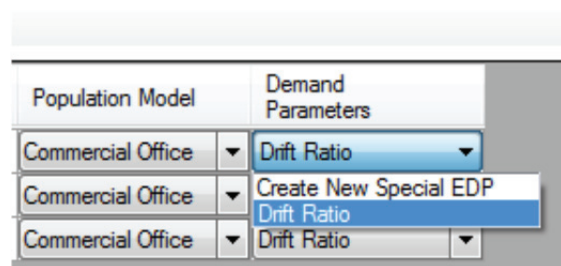 Population Model
Demand
Parameters
Commercial Office
Drift Ratio
Commercial Office
Create New Special EDP
Drift Ratio
Commercial Office
Drift Ratio